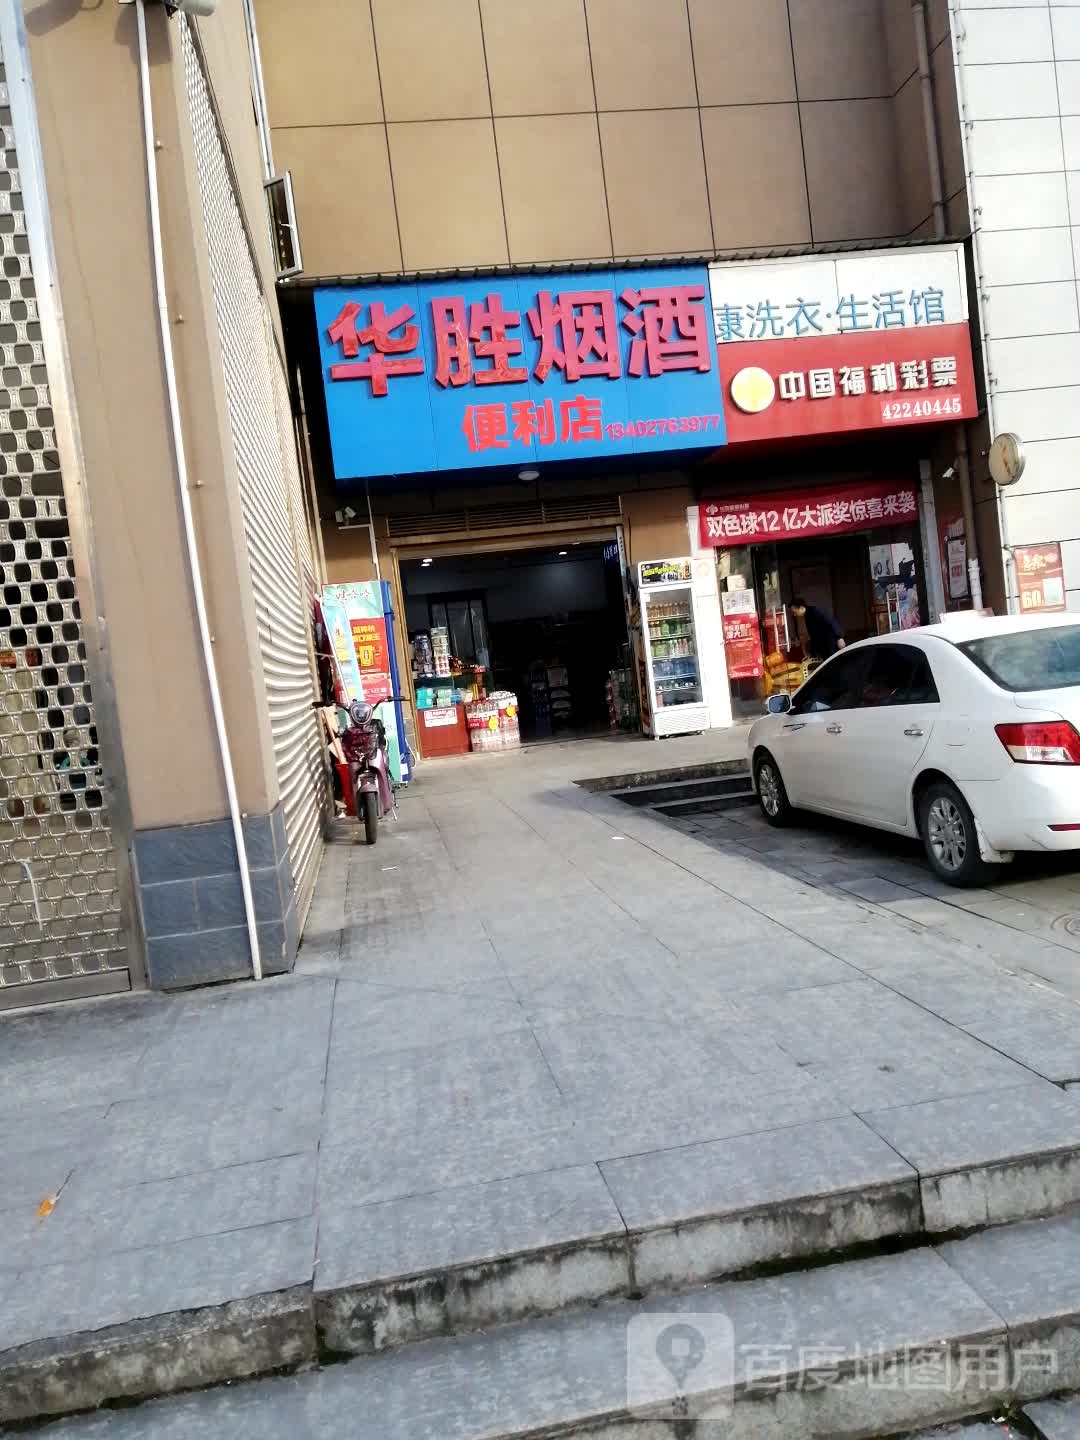 华胜烟酒
便利店 13402763977
康洗衣·生活馆
中国福利彩票
42240445
双色球12亿大派奖惊喜来袭
60
百度地图用户